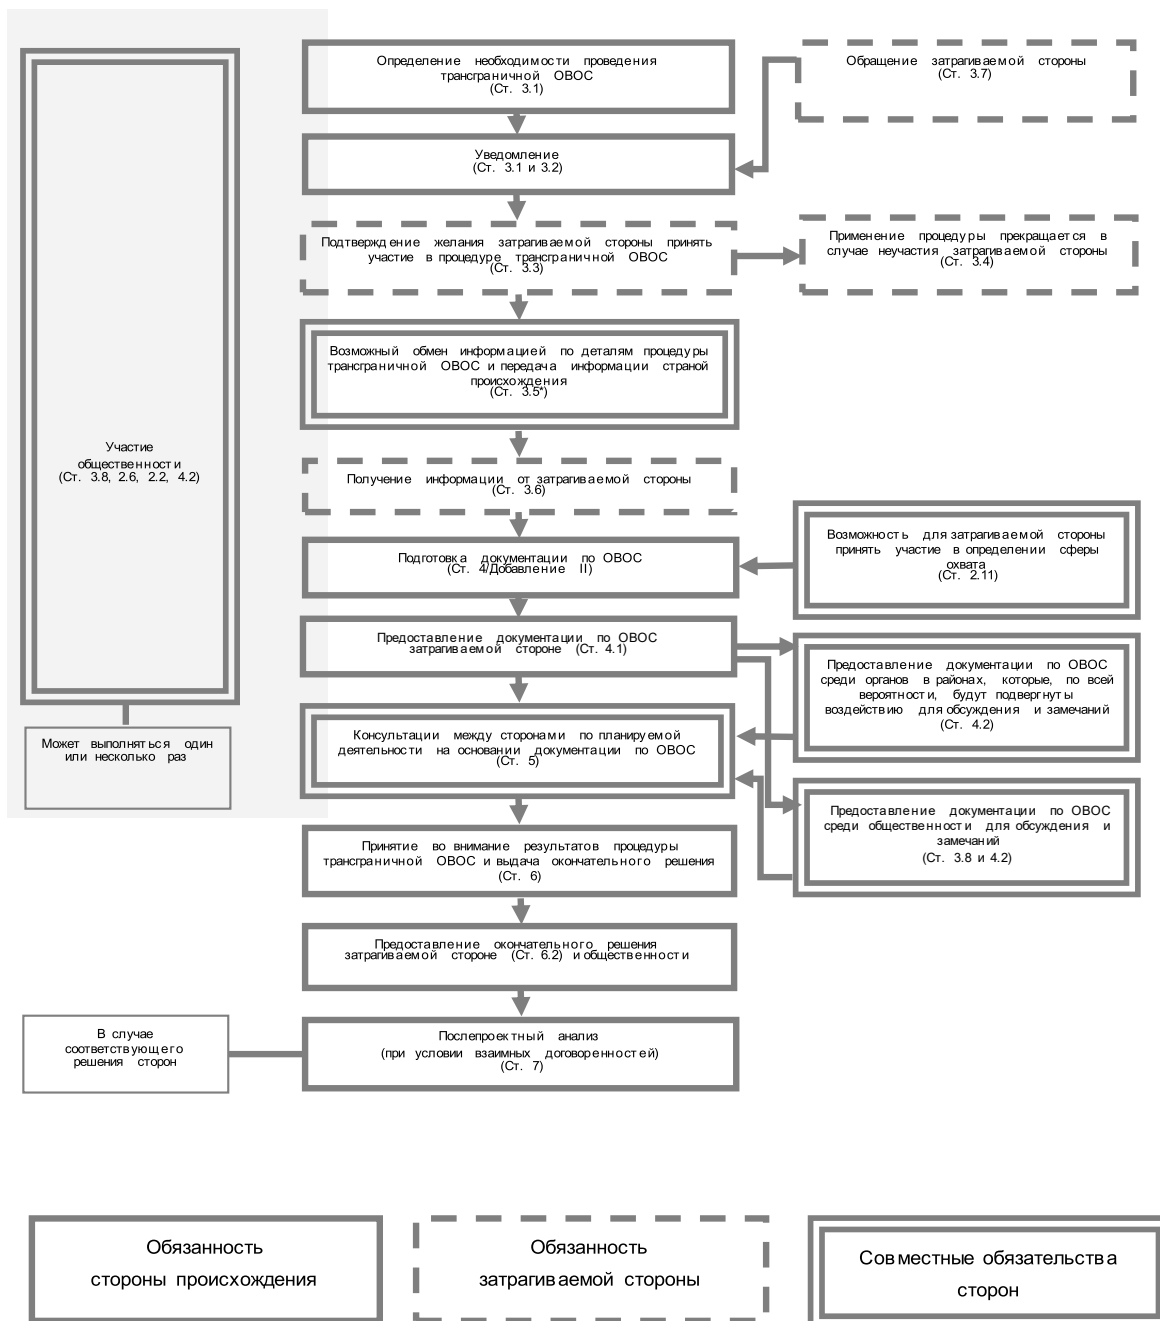 Определение необходимости проведения
трансграничной ОВОС
(Ст. 3.1)
Обращение затрагиваемой стороны
(Ст. 3.7)
Уведомление
(Ст. 3.1 и 3.2)
Подтверждение желания затрагиваемой стороны принять
участие в процедуре трансграничной ОВОС
(Ст. 3.3)
Применение процедуры прекращается в
случае неучастия затрагиваемой стороны
(Ст. 3.4)
Возможный обмен информацией по деталям процедуры
трансграничной ОВОС и передача информации страной
происхождения
(Ст. 3.5*)
Участие
общественности
(Ст. 3.8, 2.6, 2.2, 4.2)
Получение информации от затрагиваемой стороны
(Ст. 3.6)
Возможность для затрагиваемой стороны
принять участие в определении сферы
охвата
(Ст. 2.11)
Подготовка документации по ОВОС
(Ст. 4/Добавление II)
Предоставление документации по ОВОС
затрагиваемой стороне (Ст. 4.1)
Предоставление документации по ОВОС
среди органов в районах, которые, по всей
вероятности, будут подвергнуты
воздействию для обсуждения и замечаний
(Ст. 4.2)
Может выполняться один
или несколько раз
Консультации между сторонами по планируемой
деятельности на основании документации по ОВОС
(Ст. 5)
Предоставление документации по ОВОС
среди общественности для обсуждения и
замечаний
(Ст. 3.8 и 4.2)
Принятие во внимание результатов процедуры
трансграничной ОВОС и выдача окончательного решения
(Ст. 6)
Предоставление окончательного решения
затрагиваемой стороне (Ст. 6.2) и общественности
В случае
соответствующего
решения сторон
Послепроектный анализ
(при условии взаимных договоренностей)
(Ст. 7)
Обязанность
стороны происхождения
Обязанность
затрагиваемой стороны
Совместные обязательства
сторон